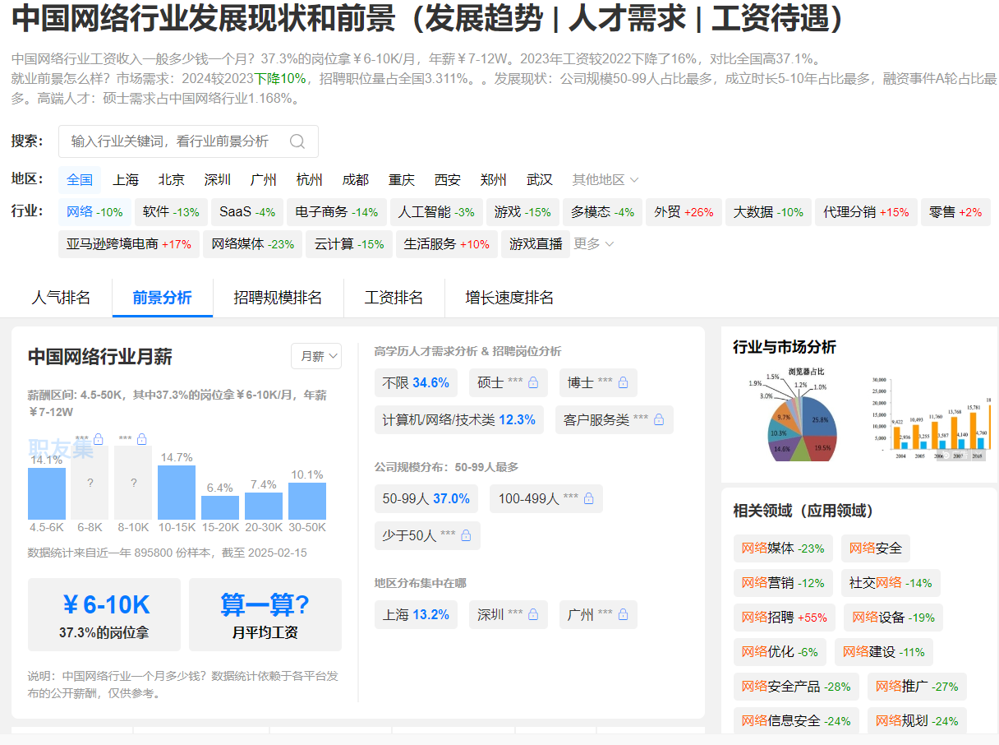 中国网络行业发展现状和前景（发展趋势 | 人才需求 | 工资待遇）
中国网络行业工资收入一般多少钱一个月？37.3%的岗位拿￥6-10K/月，年薪￥7-12W。2023年工资较2022下降了16%，对比全国高37.1%。
就业前景怎么样？市场需求：2024较2023下降10%，招聘职位量占全国3.311%。。发展现状：公司规模50-99人占比最多，成立时长5-10年占比最多，融资事件A轮占比最
多。高端人才：硕士需求占中国网络行业1.168%。
搜索： 输入行业关键词，看行业前景分析
地区： 全国 上海 北京 深圳 广州 杭州 成都 重庆 西安 郑州 武汉 其他地区
行业： 网络 -10% 软件 -13% SaaS -4% 电子商务 -14% 人工智能 -3% 游戏 -15% 多模态 -4% 外贸 +26% 大数据 -10% 代理分销 +15% 零售 +2%
亚马逊跨境电商 +17% 网络媒体 -23% 云计算 -15% 生活服务 +10% 游戏直播 更多
人气排名 前景分析 招聘规模排名 工资排名 增长速度排名
中国网络行业月薪 月薪
薪酬区间: 4.5-50K，其中37.3%的岗位拿￥6-10K/月，年薪
￥7-12W
职友集
*** ***
14.1% ? ? 14.7% 6.4% 7.4% 10.1%
4.5-6K 6-8K 8-10K 10-15K 15-20K 20-30K 30-50K
数据统计来自近一年 895800 份样本，截至 2025-02-15
￥6-10K
37.3%的岗位拿
算一算?
月平均工资
说明：中国网络行业一个月多少钱？数据统计依赖于各平台发
布的公开薪酬，仅供参考。
高学历人才需求分析 & 招聘岗位分析
不限 34.6% 硕士 *** 博士 ***
计算机/网络/技术类 12.3% 客户服务类 ***
公司规模分布：50-99人最多
50-99人 37.0% 100-499人 ***
少于50人 ***
地区分布集中在哪
上海 13.2% 深圳 *** 广州 ***
行业与市场分析
浏览器占比
1.5%
1.2%
1.0%
1.9%
3.0%
9.7%
25.8%
10.3%
14.6%
19.5%
30,000
25,000
20,000
15,000
10,000
5,000
-
9,422 10,493 11,760 13,768 15,781 18
2,936 3,255 3,587 4,140 4,760
2004 2005 2006 2007 2008
相关领域（应用领域）
网络媒体 -23% 网络安全
网络营销 -12% 社交网络 -14%
网络招聘 +55% 网络设备 -19%
网络优化 -6% 网络建设 -11%
网络安全产品 -28% 网络推广 -27%
网络信息安全 -24% 网络规划 -24%